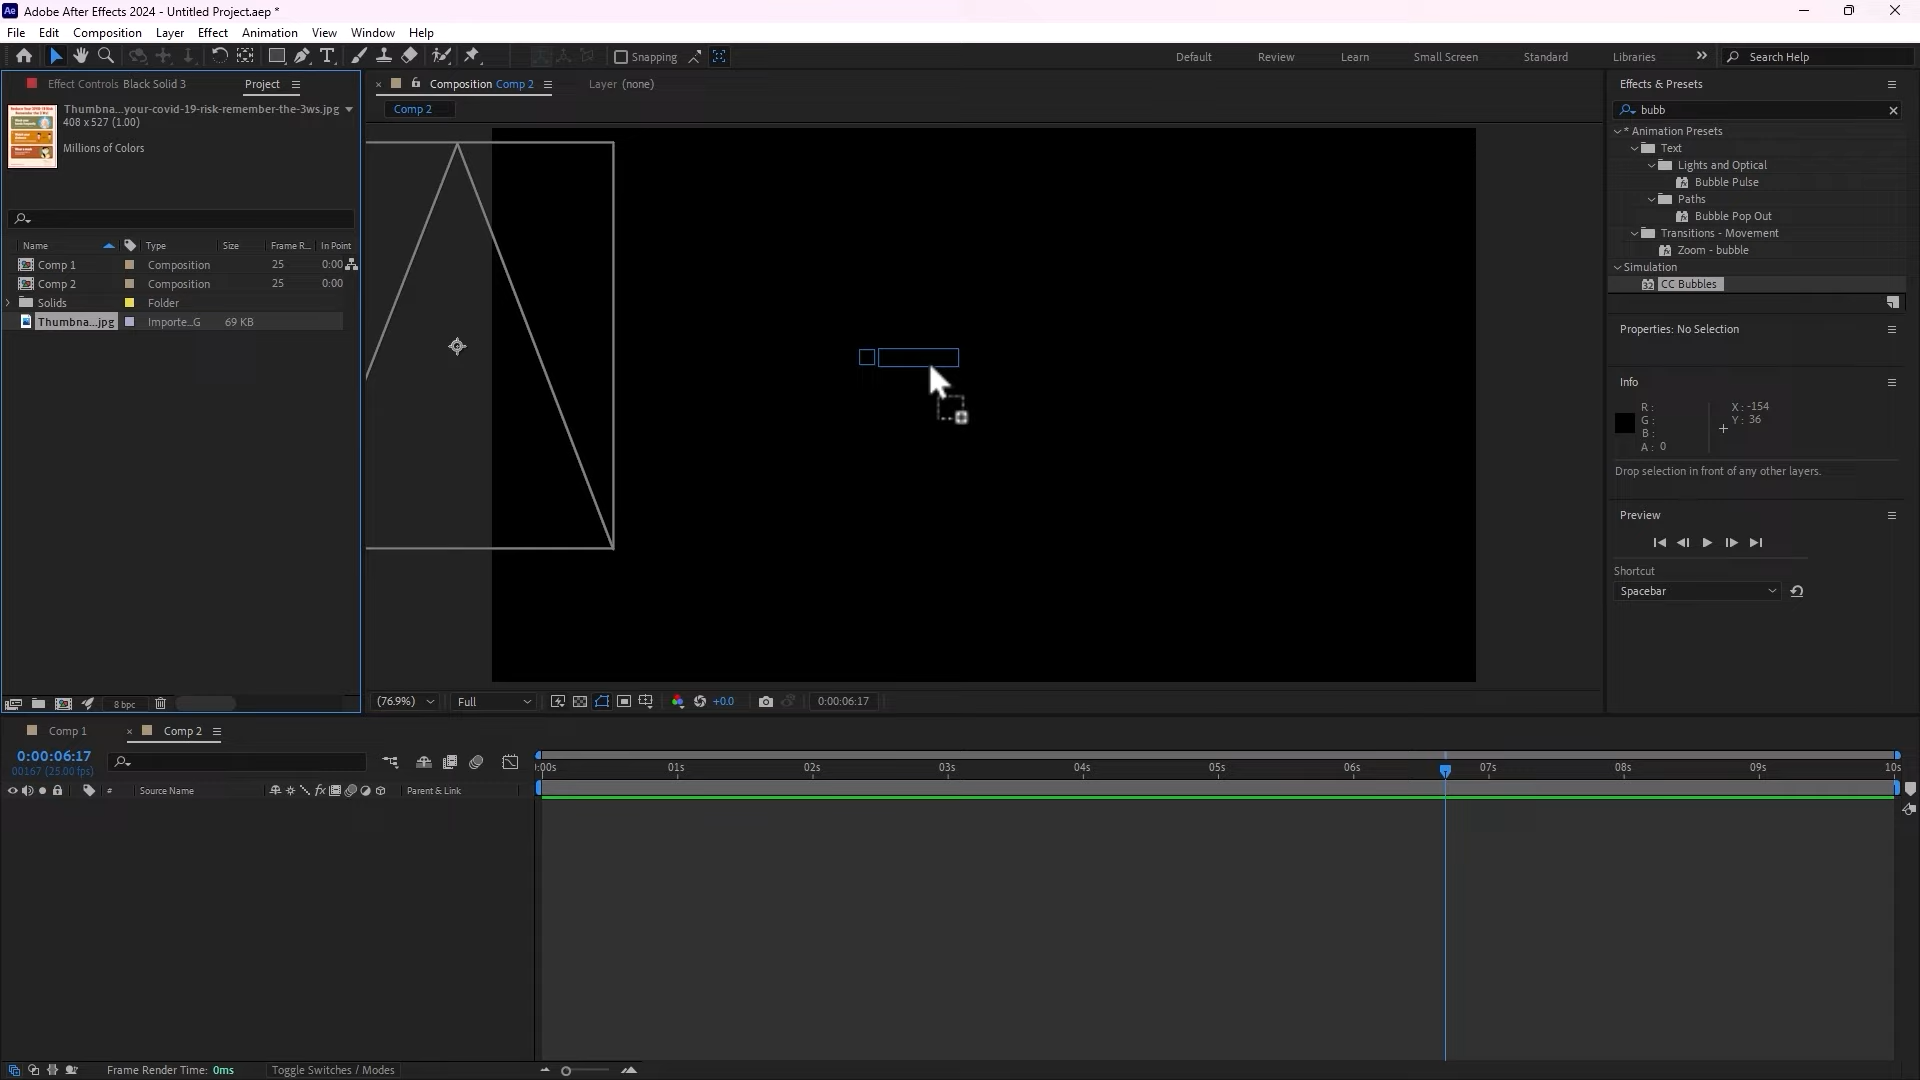 Ae Adobe After Effects 2024 - Untitled Project.aep *
File Edit Composition Layer Effect Animation View Window Help
Snapping Default Review Learn Small Screen Standard Libraries Search Help
Effect Controls Black Solid 3 Project
Composition Comp 2 Layer (none)
Effects & Presets
Thumbna...your-covid-19-risk-remember-the-3ws.jpg
408 x 527 (1.00)
Millions of Colors
Comp 2
bubb
* Animation Presets
Text
Lights and Optical
Bubble Pulse
Paths
Bubble Pop Out
Transitions - Movement
Zoom - bubble
Simulation
32 CC Bubbles
Name Type Size Frame R... In Point
Comp 1 Composition 25 0:00
Comp 2 Composition 25 0:00
Solids Folder
Thumbna...jpg Importe...G 69 KB
Properties: No Selection
Info
R:
G:
B:
A: 0
X: -154
Y: 36
Drop selection in front of any other layers.
Preview
Shortcut
Spacebar
8 bpc
(76.9%) Full +0.0 0:00:06:17
Comp 1 Comp 2
0:00:06:17
00167 (25.00 fps)
:00s 01s 02s 03s 04s 05s 06s 07s 08s 09s 10s
# Source Name Parent & Link
Frame Render Time: 0ms Toggle Switches / Modes